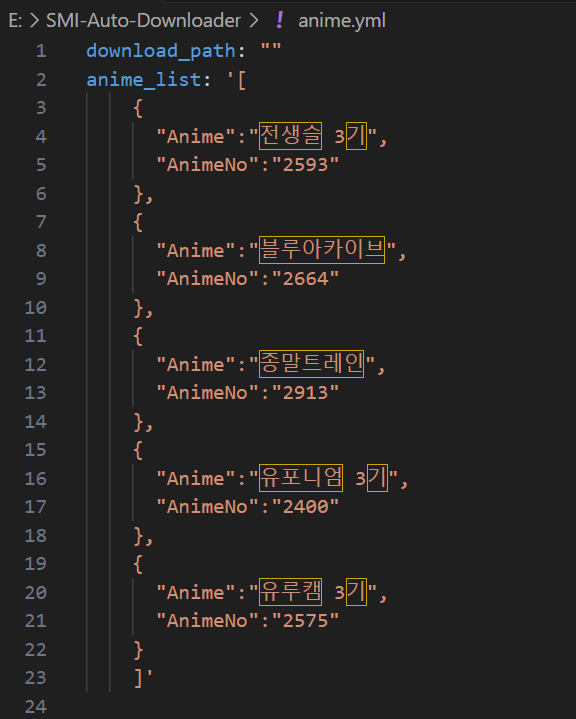 E: > SMI-Auto-Downloader > ! anime.yml
1 download_path: ""
2 anime_list: '[
3 {
4 "Anime":"전생슬 3기",
5 "AnimeNo":"2593"
6 },
7 {
8 "Anime":"블루아카이브",
9 "AnimeNo":"2664"
10 },
11 {
12 "Anime":"종말트레인",
13 "AnimeNo":"2913"
14 },
15 {
16 "Anime":"유포니엄 3기",
17 "AnimeNo":"2400"
18 },
19 {
20 "Anime":"유루캠 3기",
21 "AnimeNo":"2575"
22 }
23 ]'
24